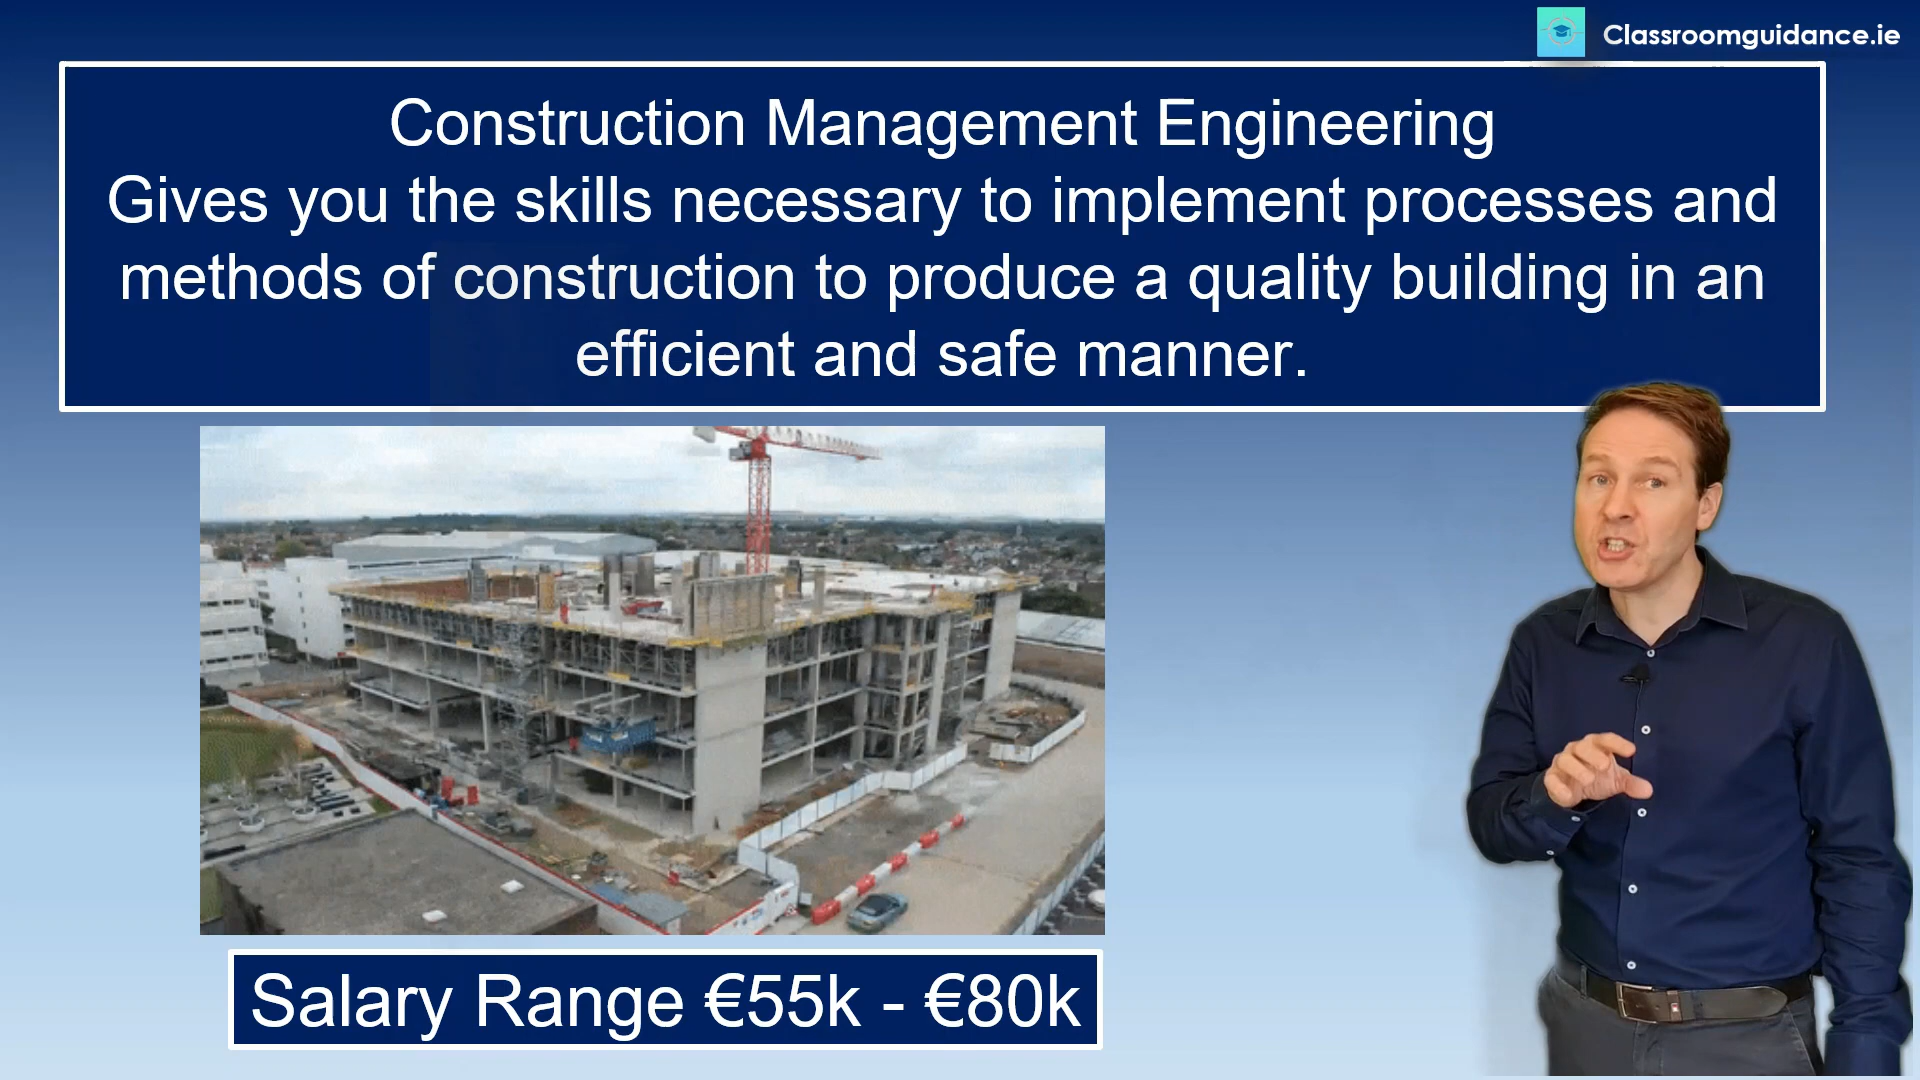 Classroomguidance.ie
Construction Management Engineering
Gives you the skills necessary to implement processes and
methods of construction to produce a quality building in an
efficient and safe manner.
Salary Range €55k - €80k